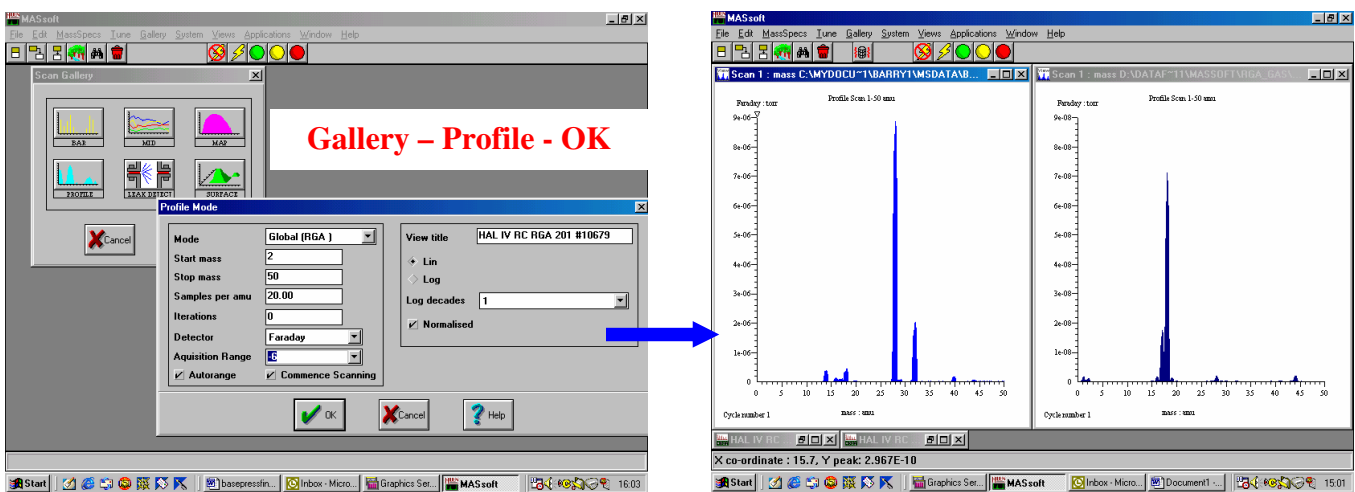 MASsoft
File Edit MassSpecs Tune Gallery System Views Applications Window Help
Scan Gallery
BAR MID MAP
PROFILE LEAK DETECT SURFACE
Cancel
Gallery – Profile - OK
Profile Mode
Mode Global (RGA )
Start mass 2
Stop mass 50
Samples per amu 20.00
Iterations 0
Detector Faraday
Aquisition Range -6
Autorange Commence Scanning
View title HAL IV RC RGA 201 #10679
Lin
Log
Log decades 1
Normalised
OK Cancel Help
Start basepressfin... Inbox - Micro... Graphics Ser... MASsoft 16:03
MASsoft
File Edit MassSpecs Tune Gallery System Views Applications Window Help
Scan 1 : mass C:\MYDOCU~1\BARRY1\MSDATA\B...
Faraday : torr Profile Scan 1-50 amu
9e-06
8e-06
7e-06
6e-06
5e-06
4e-06
3e-06
2e-06
1e-06
0
0 5 10 15 20 25 30 35 40 45 50
Cycle number 1 mass : amu
Scan 1 : mass D:\DATAF~11\MASSOFT\RGA_GAS\
Faraday : torr Profile Scan 1-50 amu
9e-08
8e-08
7e-08
6e-08
5e-08
4e-08
3e-08
2e-08
1e-08
0
0 5 10 15 20 25 30 35 40 45 50
Cycle number 1 mass : amu
HAL IV RC HAL IV RC
X co-ordinate : 15.7, Y peak: 2.967E-10
Start Graphics Ser... MASsoft Inbox - Micro... Document1 -... 15:01